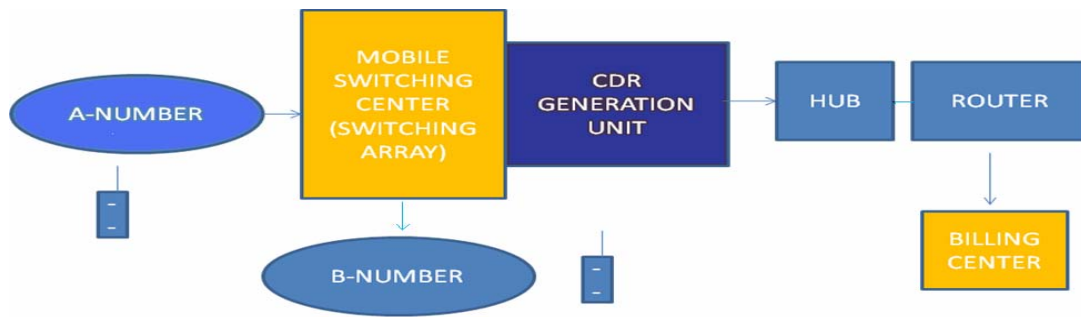 A-NUMBER
MOBILE
SWITCHING
CENTER
(SWITCHING
ARRAY)
CDR
GENERATION
UNIT
HUB
ROUTER
B-NUMBER
BILLING
CENTER